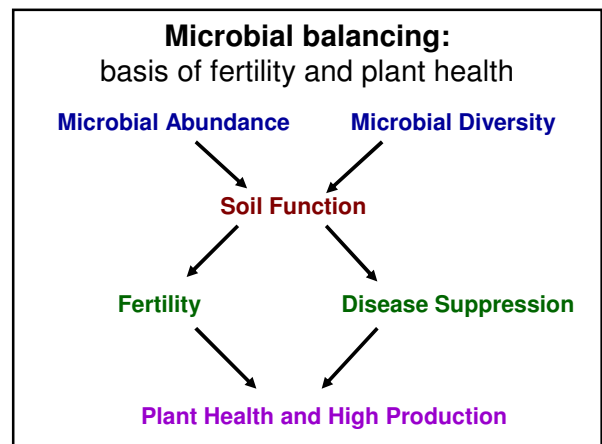 Microbial balancing:
basis of fertility and plant health
Microbial Abundance Microbial Diversity
Soil Function
Fertility Disease Suppression
Plant Health and High Production